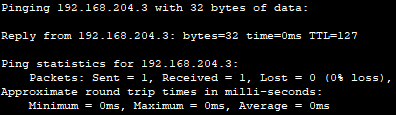 Pinging 192.168.204.3 with 32 bytes of data:
Reply from 192.168.204.3: bytes=32 time=0ms TTL=127
Ping statistics for 192.168.204.3:
Packets: Sent = 1, Received = 1, Lost = 0 (0% loss),
Approximate round trip times in milli-seconds:
Minimum = 0ms, Maximum = 0ms, Average = 0ms